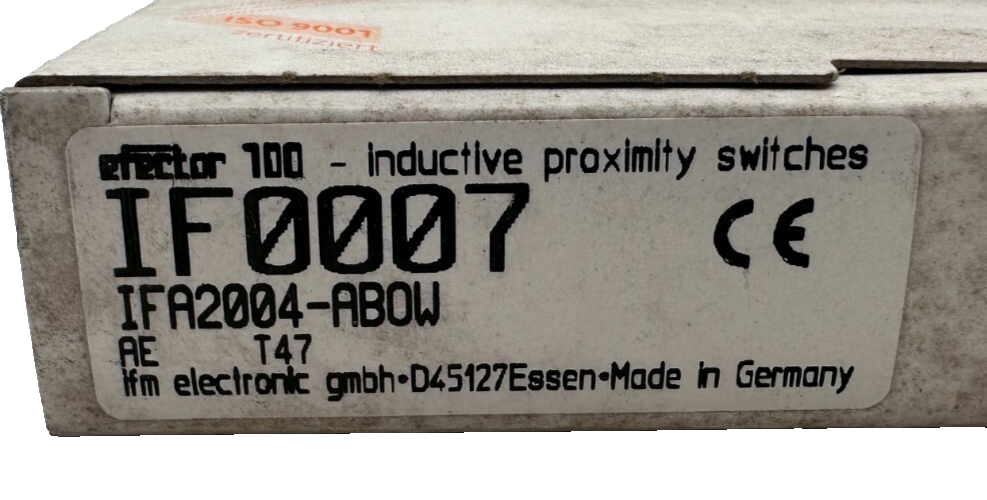 ISO 9001
zertifiziert
efector 100 - inductive proximity switches
IF0007
CE
IFA2004-ABOW
AE T47
ifm electronic gmbh•D45127Essen•Made in Germany